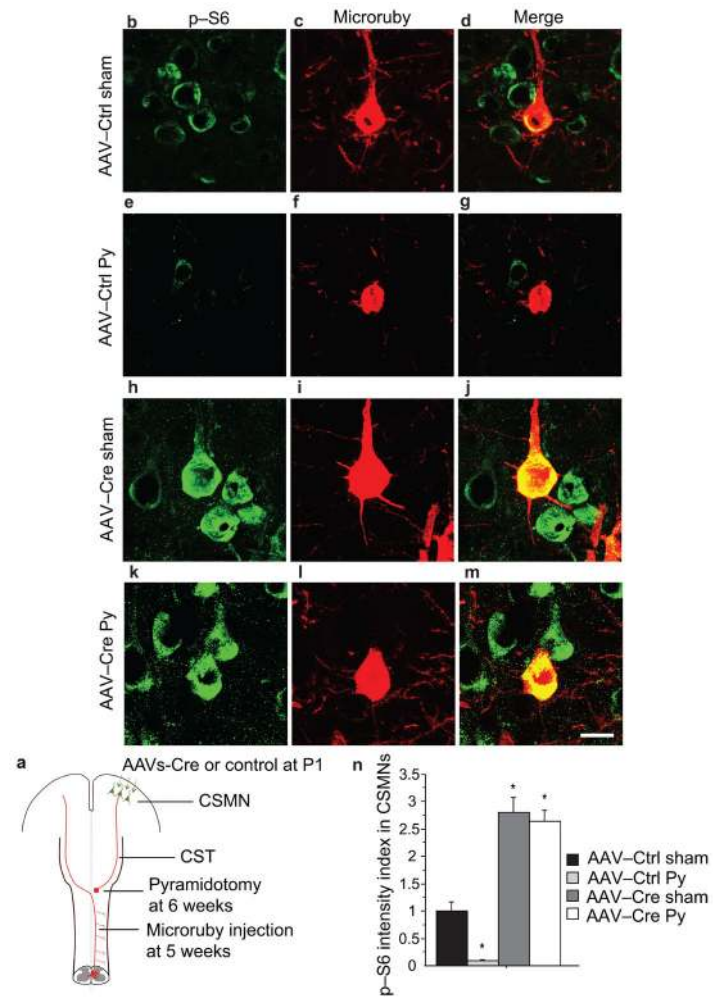 b p–S6 c Microruby d Merge
AAV–Ctrl sham
e f g
AAV–Ctrl Py
h i j
AAV–Cre sham
k l m
AAV–Cre Py
a AAVs-Cre or control at P1
CSMN
CST
Pyramidotomy
at 6 weeks
Microruby injection
at 5 weeks
n
p–S6 intensity index in CSMNs
3.5
3
2.5
2
1.5
1
0.5
0
*
*
*
AAV–Ctrl sham
AAV–Ctrl Py
AAV–Cre sham
AAV–Cre Py